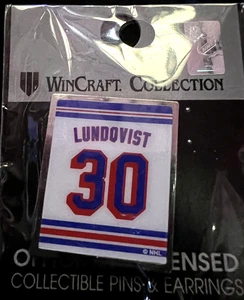 WINCRAFT. COLLECTION
LUNDQVIST
30
© NHL
COLLECTIBLE PINS & EARRINGS